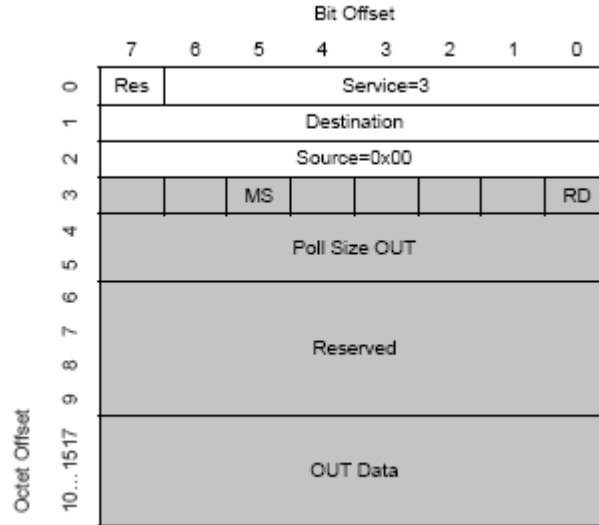 Bit Offset
7 6 5 4 3 2 1 0
0 Res Service=3
1 Destination
2 Source=0x00
3 MS RD
4
Poll Size OUT
5
6
7
Reserved
8
9
10...1517 OUT Data
Octet Offset